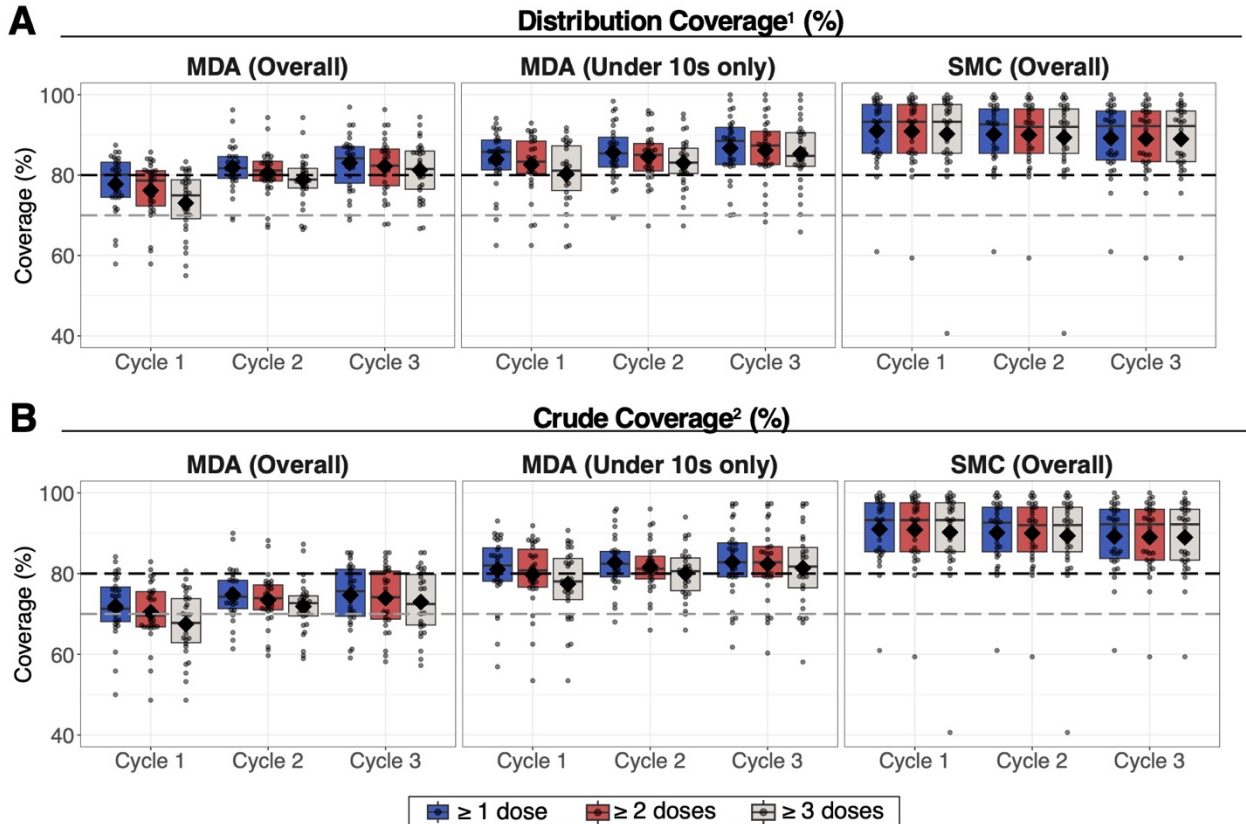 A
Distribution Coverage¹ (%)
MDA (Overall) MDA (Under 10s only) SMC (Overall)
100
80
60
40
Coverage (%)
Cycle 1 Cycle 2 Cycle 3 Cycle 1 Cycle 2 Cycle 3 Cycle 1 Cycle 2 Cycle 3
B
Crude Coverage² (%)
MDA (Overall) MDA (Under 10s only) SMC (Overall)
100
80
60
40
Coverage (%)
Cycle 1 Cycle 2 Cycle 3 Cycle 1 Cycle 2 Cycle 3 Cycle 1 Cycle 2 Cycle 3
≥ 1 dose ≥ 2 doses ≥ 3 doses